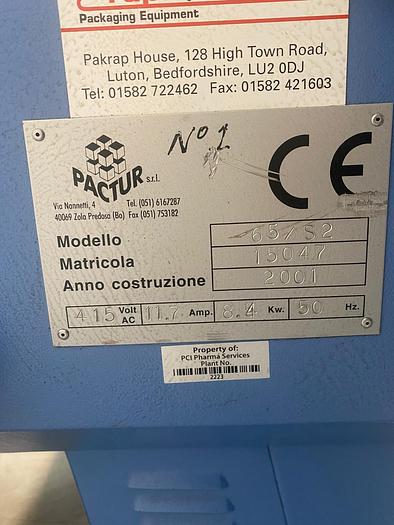 Packaging Equipment
Pakrap House, 128 High Town Road,
Luton, Bedfordshire, LU2 0DJ
Tel: 01582 722462 Fax: 01582 421603
Nº 1
CE
PACTUR s.r.l.
Via Nannetti, 4 Tel. (051) 6167287
40069 Zola Predosa (Bo) Fax (051) 753182
Modello 65/S2
Matricola 15047
Anno costruzione 2001
415 Volt AC 11.7 Amp. 8.4 Kw. 50 Hz.
Property of:
PCI Pharma Services
Plant No.
2223